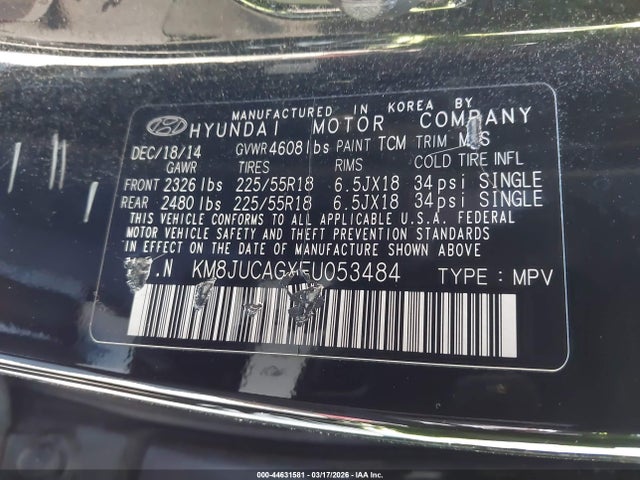 MANUFACTURED IN KOREA BY
HYUNDAI MOTOR COMPANY
DEC/18/14 GVWR 4608 lbs PAINT TCM TRIM
GAWR TIRES RIMS COLD TIRE INFL
FRONT 2326 lbs 225/55R18 6.5JX18 34 psi SINGLE
REAR 2480 lbs 225/55R18 6.5JX18 34 psi SINGLE
THIS VEHICLE CONFORMS TO ALL APPLICABLE U.S.A. FEDERAL
MOTOR VEHICLE SAFETY AND THEFT PREVENTION STANDARDS
IN EFFECT ON THE DATE OF MANUFACTURE SHOWN ABOVE.
.N TYPE : MPV
000-44631581 - 03/17/2026 - IAA Inc.